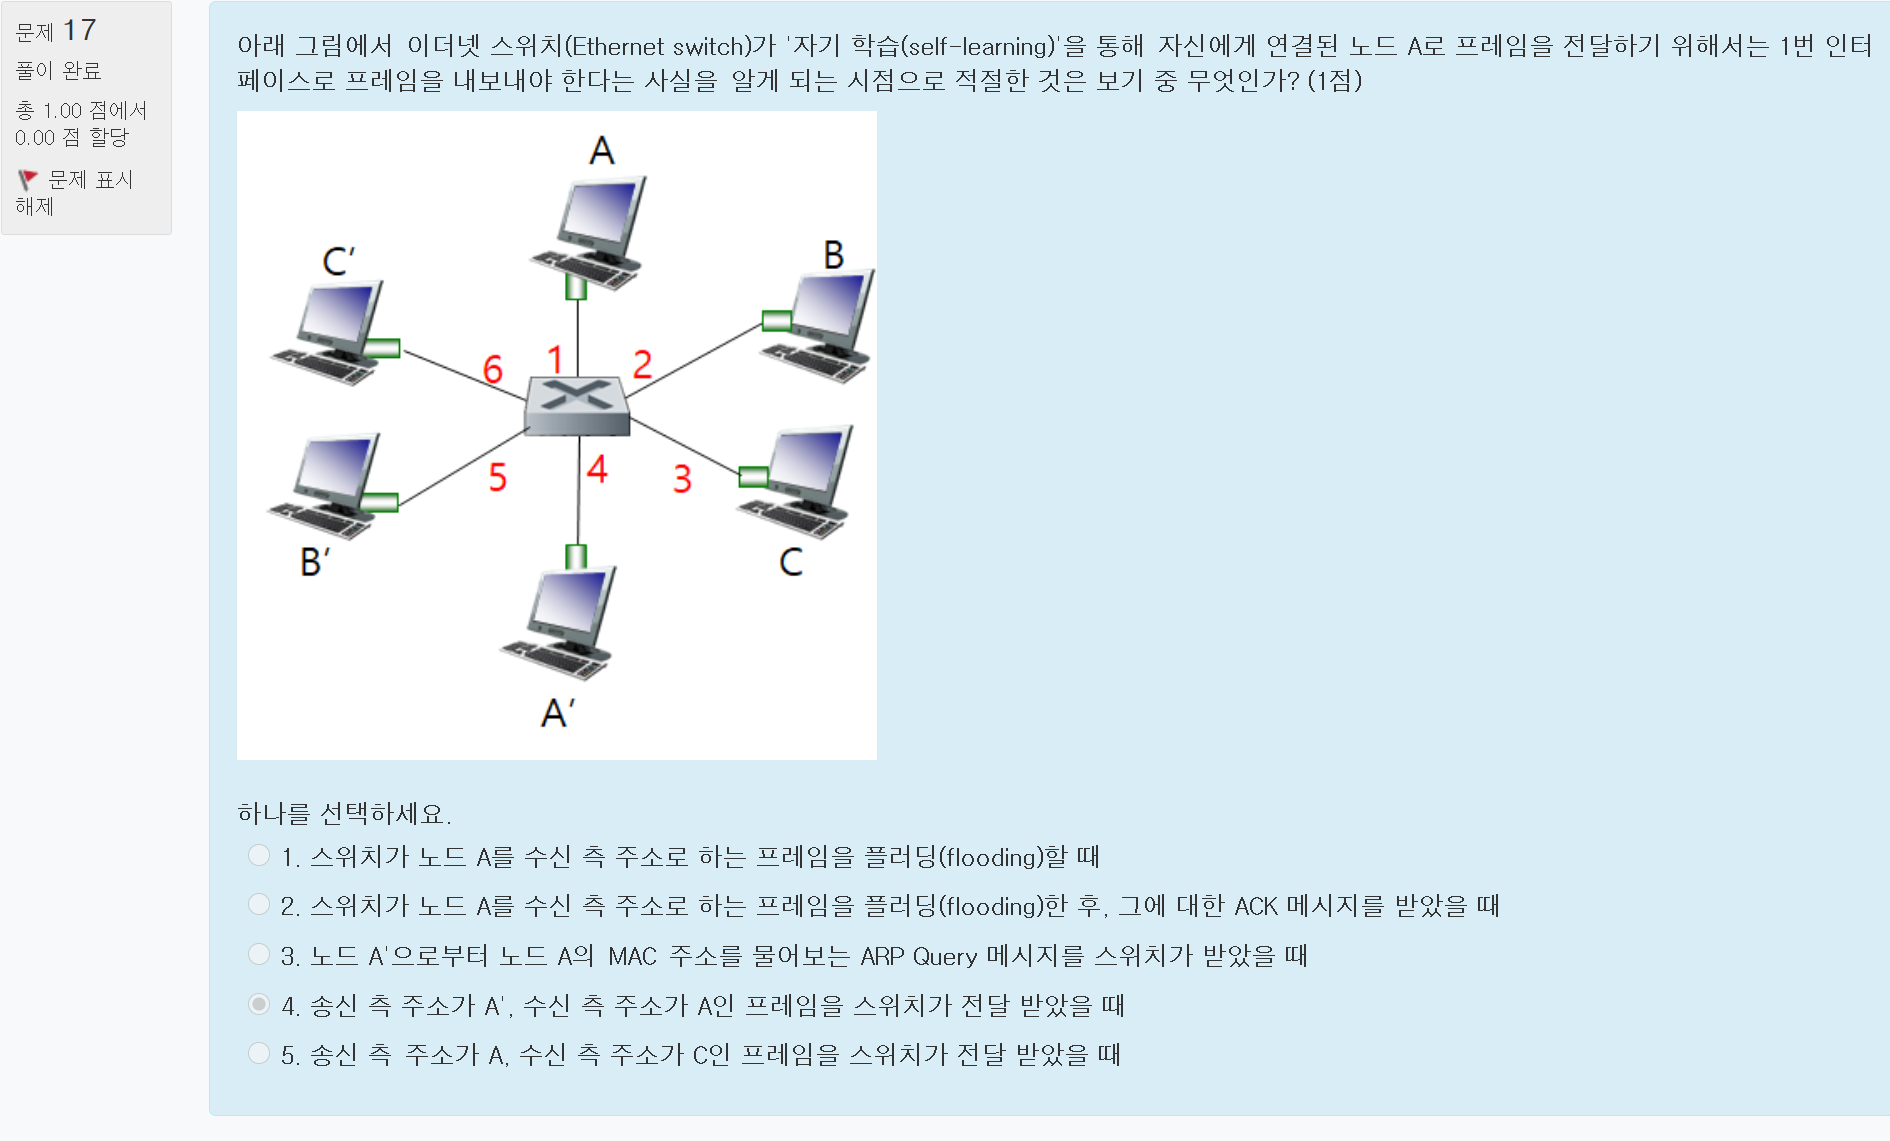 문제 17
풀이 완료
총 1.00 점에서
0.00 점 할당
문제 표시
해제
아래 그림에서 이더넷 스위치(Ethernet switch)가 '자기 학습(self-learning)'을 통해 자신에게 연결된 노드 A로 프레임을 전달하기 위해서는 1번 인터
페이스로 프레임을 내보내야 한다는 사실을 알게 되는 시점으로 적절한 것은 보기 중 무엇인가? (1점)
A
C'
B
6
1
2
5
4
3
B'
C
A'
하나를 선택하세요.
1. 스위치가 노드 A를 수신 측 주소로 하는 프레임을 플러딩(flooding)할 때
2. 스위치가 노드 A를 수신 측 주소로 하는 프레임을 플러딩(flooding)한 후, 그에 대한 ACK 메시지를 받았을 때
3. 노드 A'으로부터 노드 A의 MAC 주소를 물어보는 ARP Query 메시지를 스위치가 받았을 때
4. 송신 측 주소가 A', 수신 측 주소가 A인 프레임을 스위치가 전달 받았을 때
5. 송신 측 주소가 A, 수신 측 주소가 C인 프레임을 스위치가 전달 받았을 때